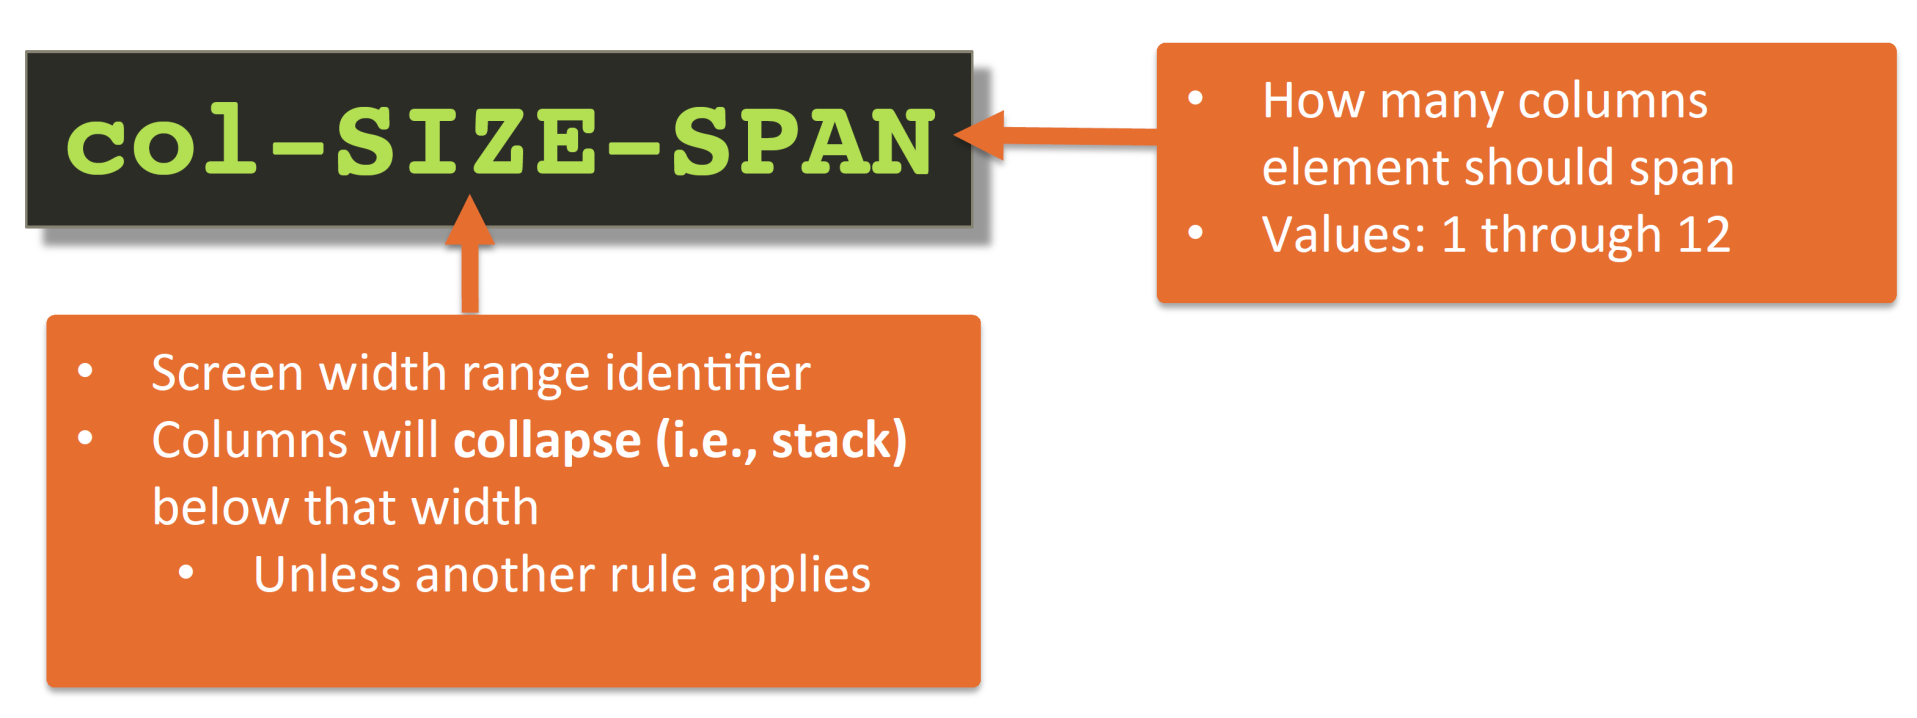 col-SIZE-SPAN
• How many columns
element should span
• Values: 1 through 12
• Screen width range identifier
• Columns will collapse (i.e., stack)
below that width
• Unless another rule applies